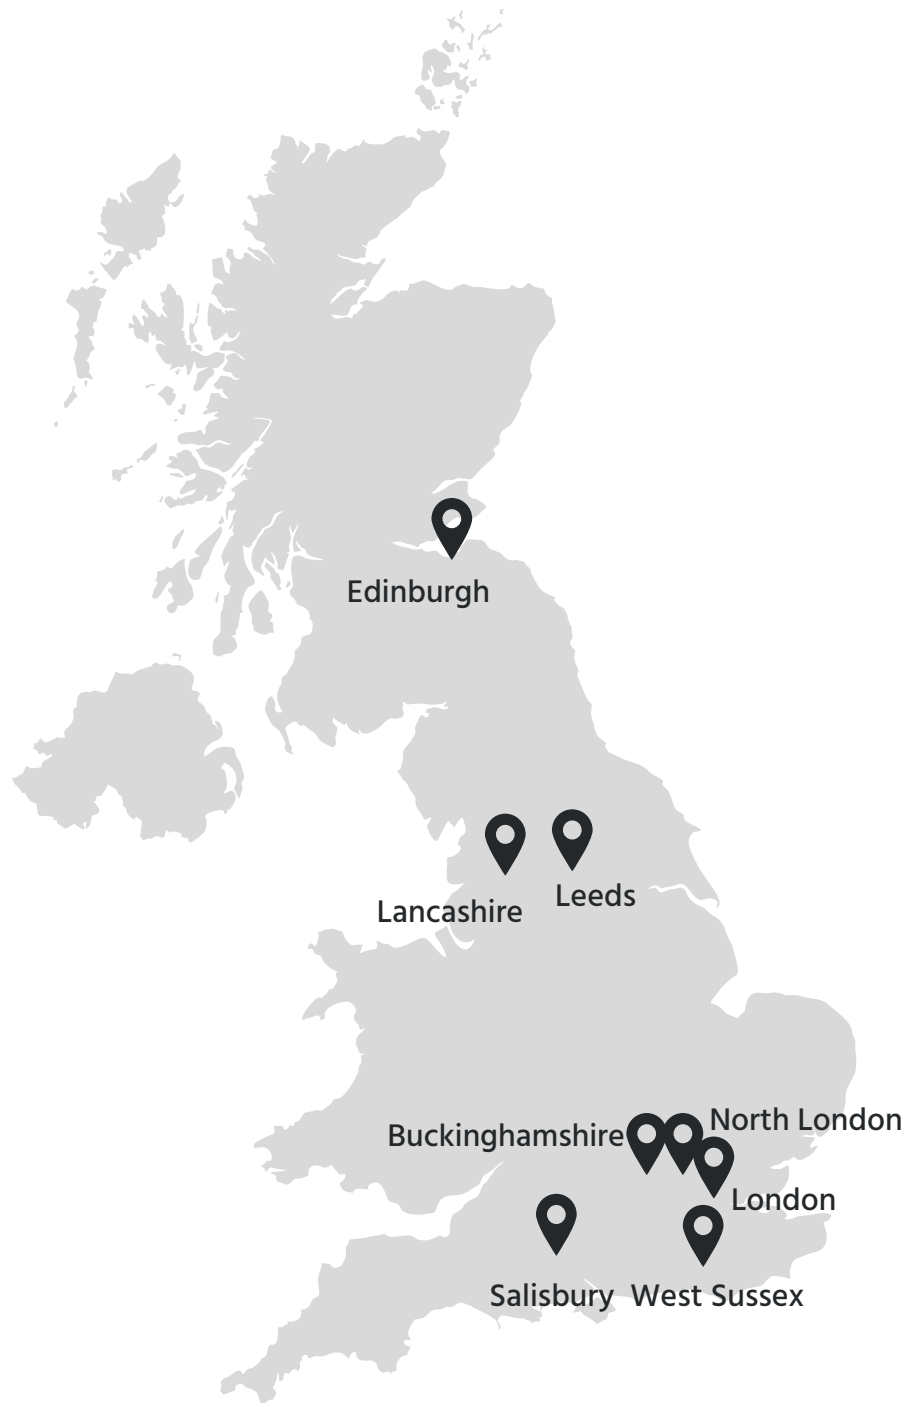 Edinburgh
Leeds
Lancashire
North London
Buckinghamshire
London
Salisbury
West Sussex